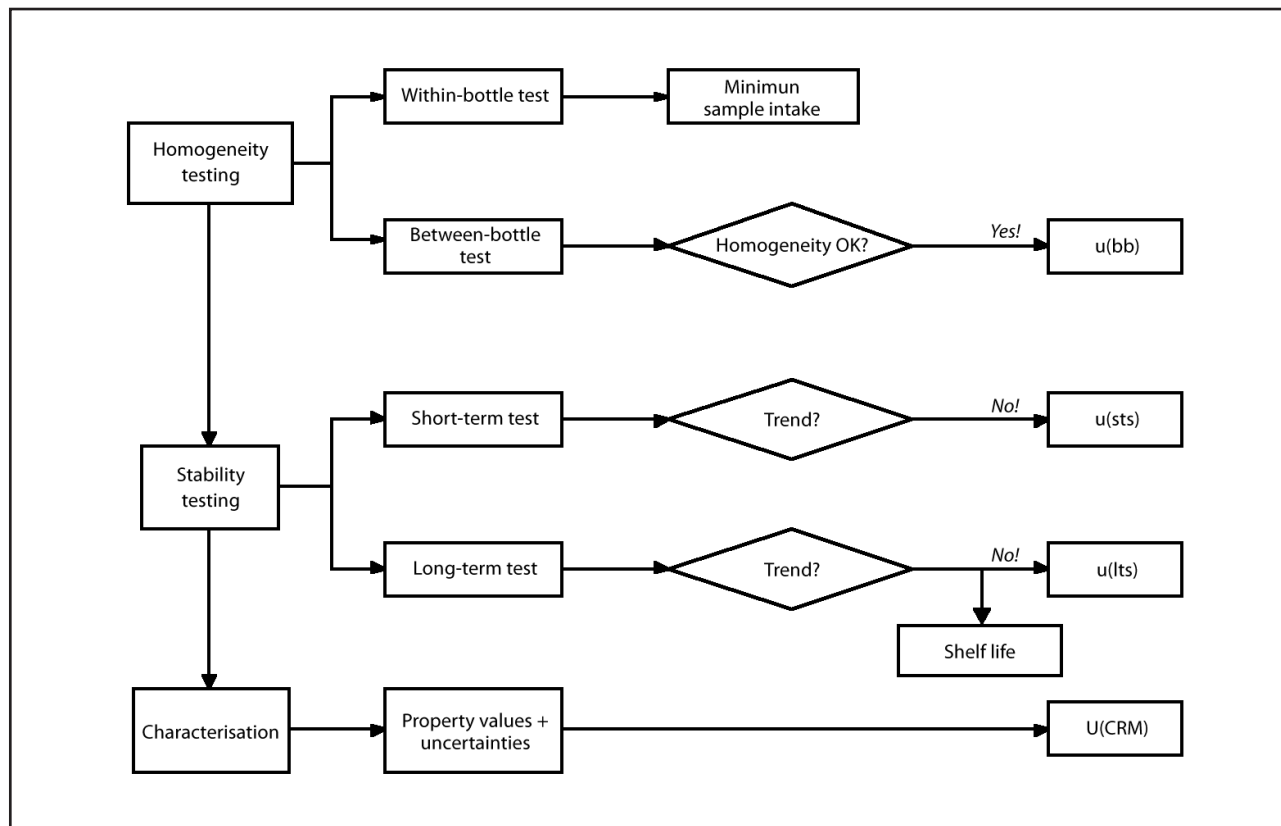 Within-bottle test
Minimun
sample intake
Homogeneity
testing
Between-bottle
test
Homogeneity OK?
Yes!
u(bb)
Short-term test
Trend?
No!
u(sts)
Stability
testing
Long-term test
Trend?
No!
u(lts)
Shelf life
Characterisation
Property values +
uncertainties
U(CRM)